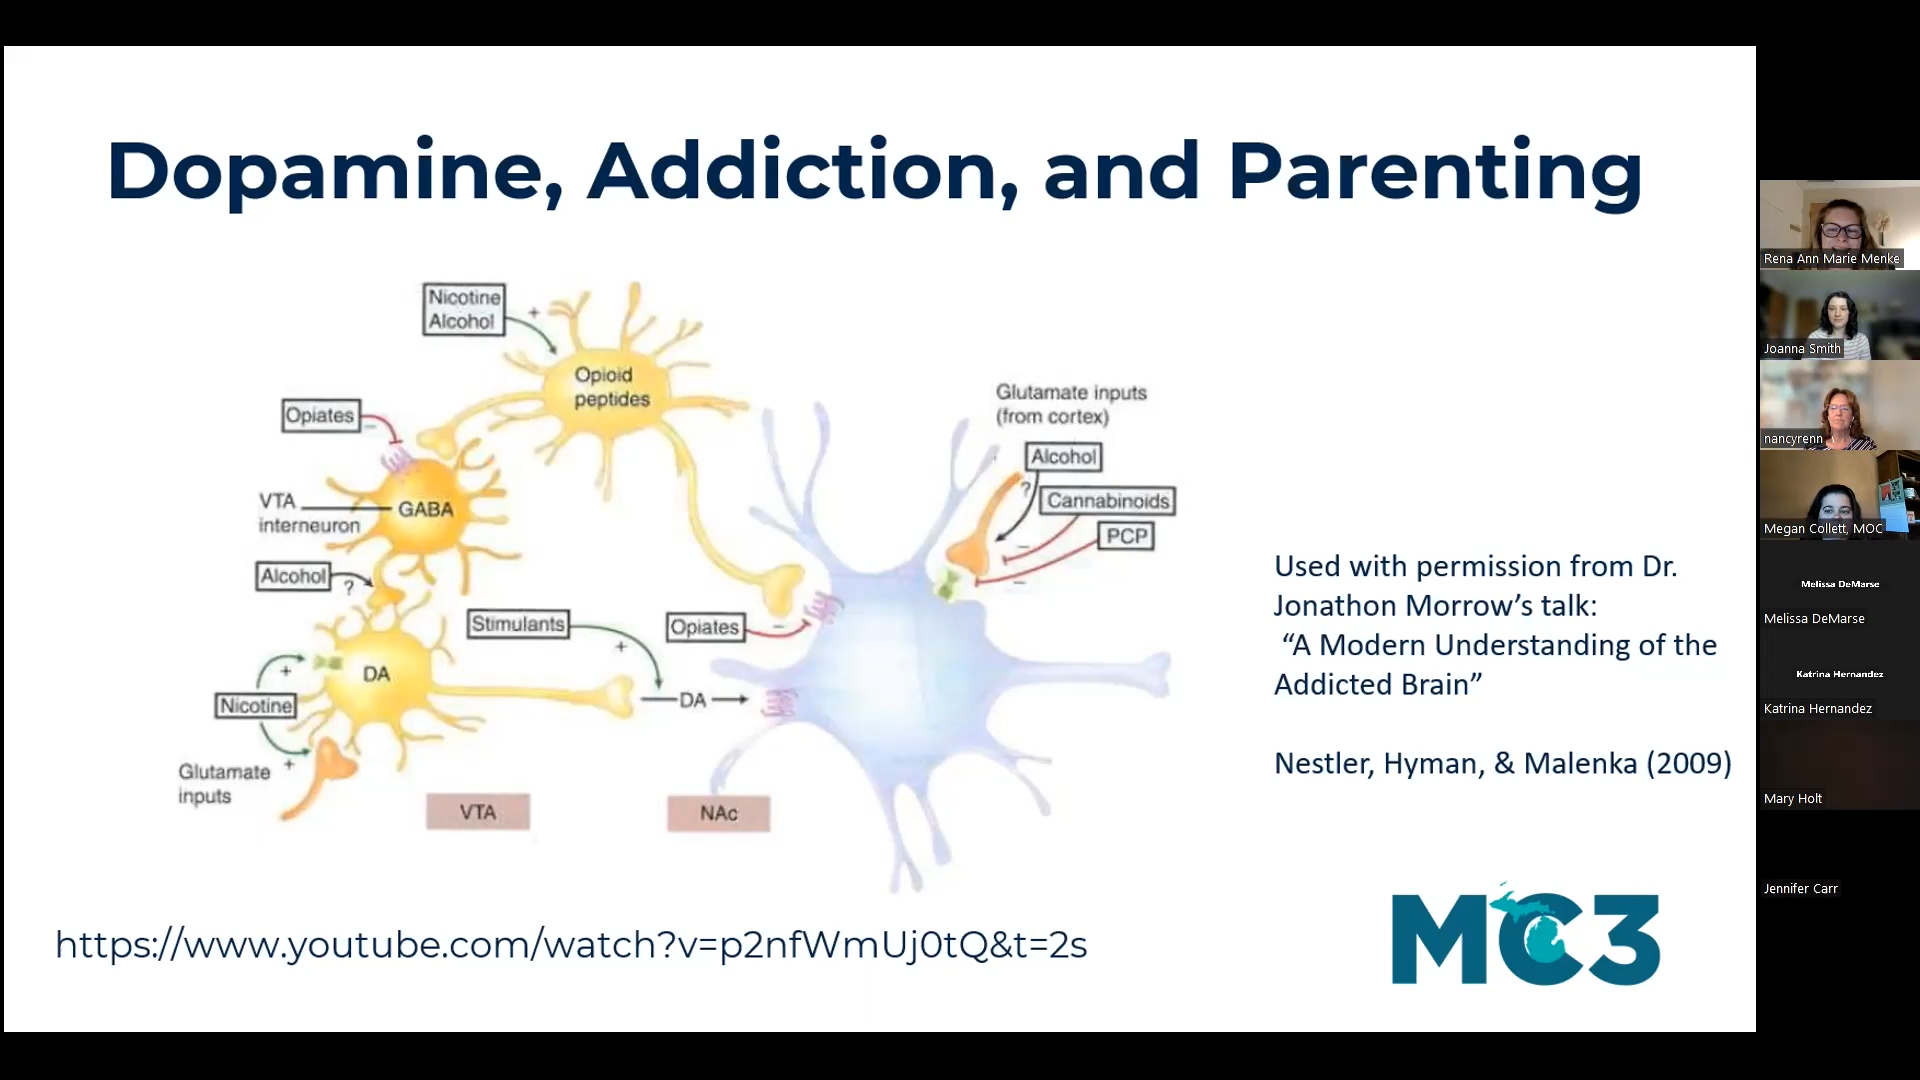 Dopamine, Addiction, and Parenting
Nicotine
Alcohol
+
Opioid
peptides
Opiates
−
VTA
interneuron
GABA
Alcohol
?
DA
Nicotine
+
+
Glutamate
inputs
Stimulants
+
Opiates
−
DA
VTA
NAc
Glutamate inputs
(from cortex)
Alcohol
?
Cannabinoids
−
PCP
−
Used with permission from Dr.
Jonathon Morrow’s talk:
“A Modern Understanding of the
Addicted Brain”
Nestler, Hyman, & Malenka (2009)
https://www.youtube.com/watch?v=p2nfWmUj0tQ&t=2s
MC3
Rena Ann Marie Menke
Joanna Smith
nancyrenn
Megan Collett, MOC
Melissa DeMarse
Melissa DeMarse
Katrina Hernandez
Katrina Hernandez
Mary Holt
Jennifer Carr